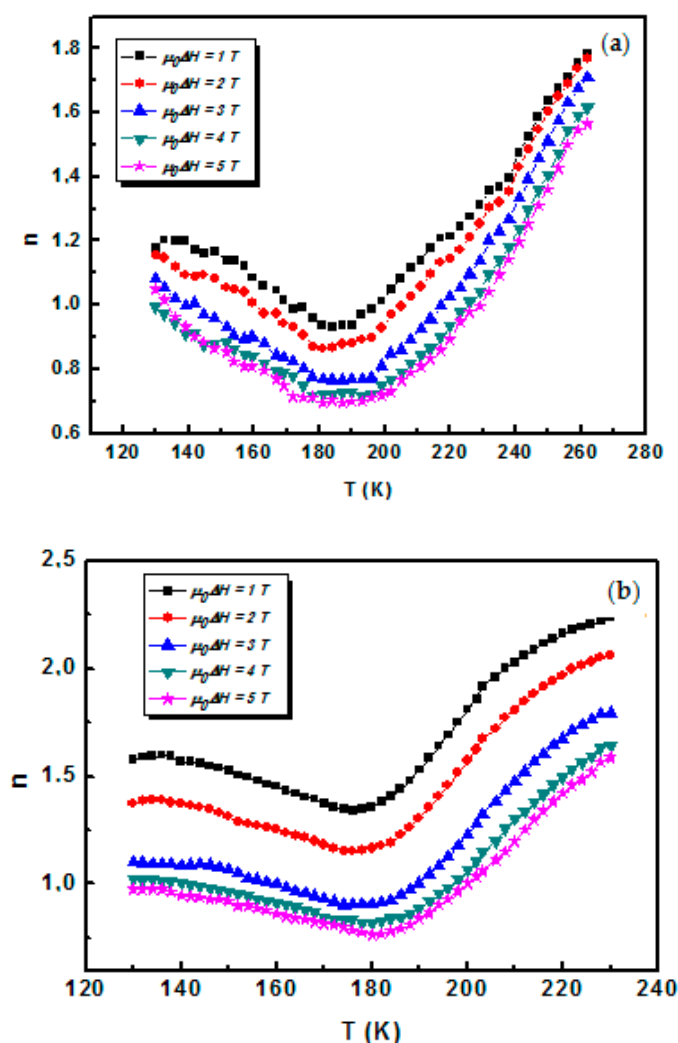 (a)
μ₀ΔH = 1 T
μ₀ΔH = 2 T
μ₀ΔH = 3 T
μ₀ΔH = 4 T
μ₀ΔH = 5 T
1.8
1.6
1.4
1.2
1.0
0.8
0.6
n
120 140 160 180 200 220 240 260 280
T (K)
(b)
μ₀ΔH = 1 T
μ₀ΔH = 2 T
μ₀ΔH = 3 T
μ₀ΔH = 4 T
μ₀ΔH = 5 T
2.5
2.0
1.5
1.0
n
120 140 160 180 200 220 240
T (K)